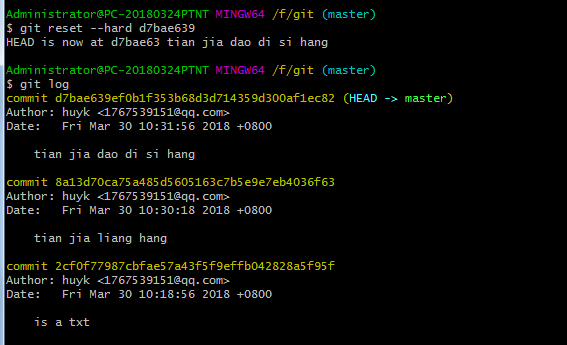 Administrator@PC-20180324PTNT MINGW64 /f/git (master)
$ git reset --hard d7bae639
HEAD is now at d7bae63 tian jia dao di si hang
Administrator@PC-20180324PTNT MINGW64 /f/git (master)
$ git log
commit d7bae639ef0b1f353b68d3d714359d300af1ec82 (HEAD -> master)
Author: huyk <1767539151@qq.com>
Date:   Fri Mar 30 10:31:56 2018 +0800
    tian jia dao di si hang
commit 8a13d70ca75a485d5605163c7b5e9e7eb4036f63
Author: huyk <1767539151@qq.com>
Date:   Fri Mar 30 10:30:18 2018 +0800
    tian jia liang hang
commit 2cf0f77987cbfae57a43f5f9effb042828a5f95f
Author: huyk <1767539151@qq.com>
Date:   Fri Mar 30 10:18:56 2018 +0800
    is a txt